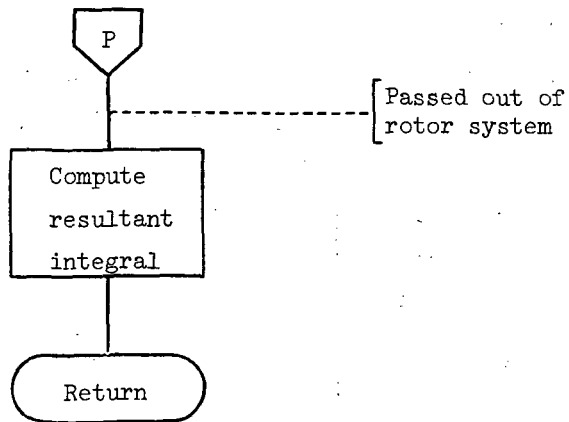 P
Passed out of
rotor system
Compute
resultant
integral
Return